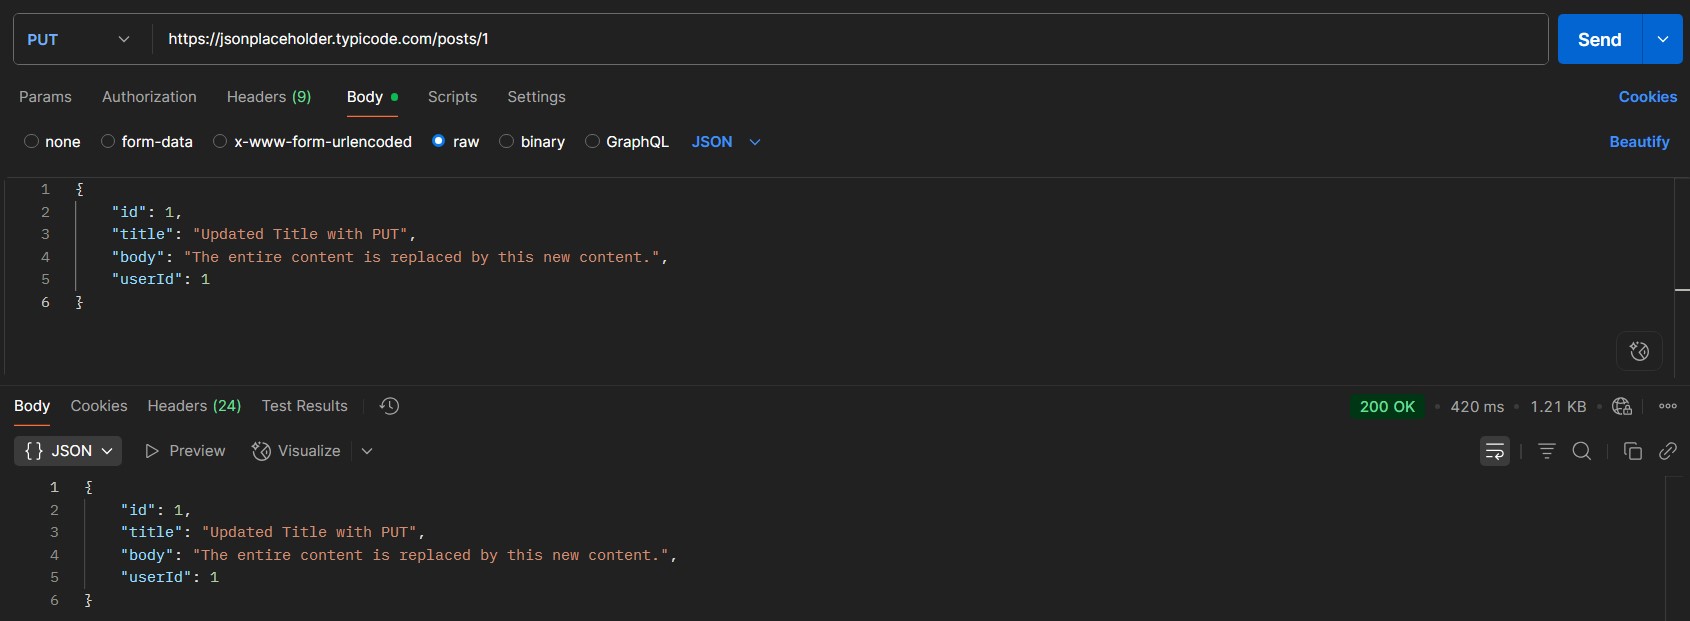 PUT https://jsonplaceholder.typicode.com/posts/1 Send
Params Authorization Headers (9) Body Scripts Settings Cookies
none form-data x-www-form-urlencoded raw binary GraphQL JSON Beautify
1 {
2 "id": 1,
3 "title": "Updated Title with PUT",
4 "body": "The entire content is replaced by this new content.",
5 "userId": 1
6 }
Body Cookies Headers (24) Test Results 200 OK • 420 ms • 1.21 KB •
{} JSON Preview Visualize
1 {
2 "id": 1,
3 "title": "Updated Title with PUT",
4 "body": "The entire content is replaced by this new content.",
5 "userId": 1
6 }